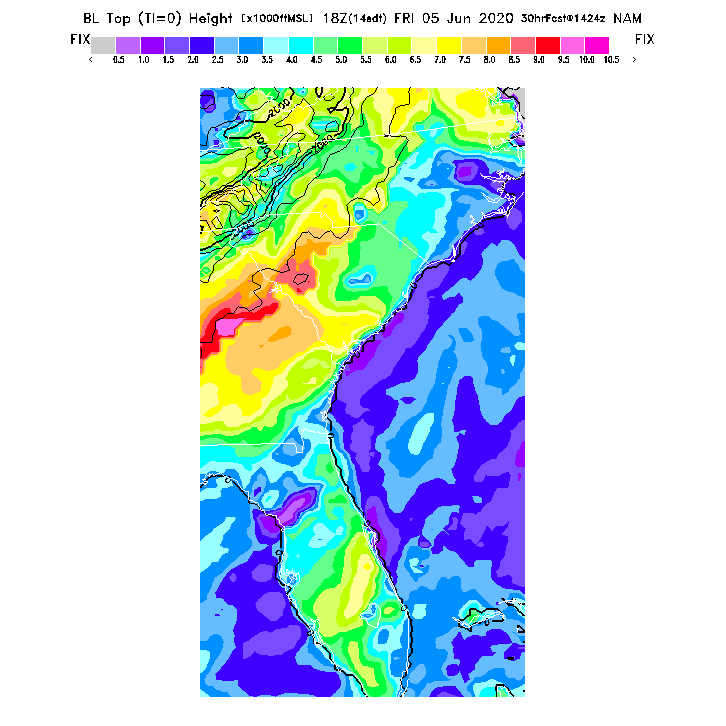 BL Top (TI=0) Height [x1000ftMSL] 18Z(14edt) FRI 05 Jun 2020 30hrFcst@1424z NAM
FIX FIX
< 0.5 1.0 1.5 2.0 2.5 3.0 3.5 4.0 4.5 5.0 5.5 6.0 6.5 7.0 7.5 8.0 8.5 9.0 9.5 10.0 10.5 >
2000
2000